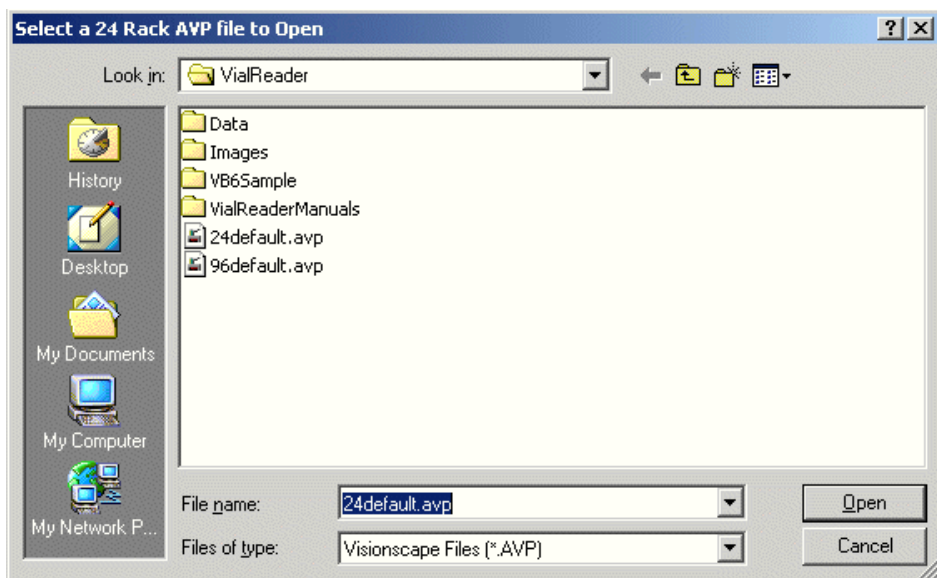 Select a 24 Rack AVP file to Open
Look in: VialReader
History
Desktop
My Documents
My Computer
My Network P...
Data
Images
VB6Sample
VialReaderManuals
24default.avp
96default.avp
File name: 24default.avp Open
Files of type: Visionscape Files (*.AVP) Cancel